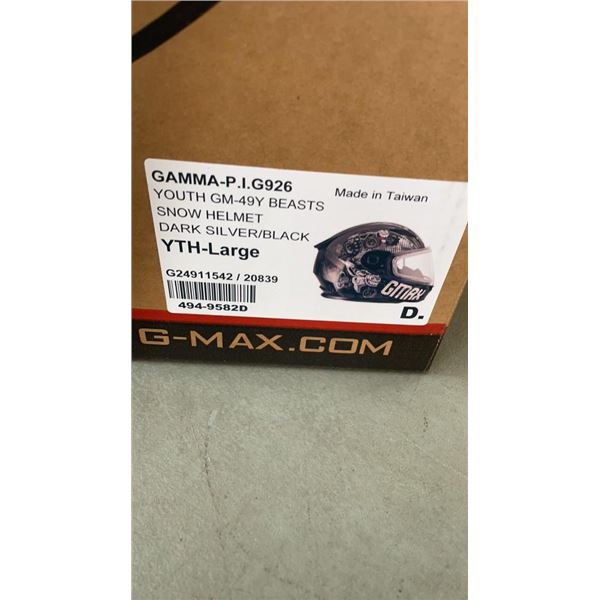 GAMMA-P.I.G926
Made in Taiwan
YOUTH GM-49Y BEASTS
SNOW HELMET
DARK SILVER/BLACK
YTH-Large
G24911542 / 20839
494-9582D
GMAX
D.
G-MAX.COM